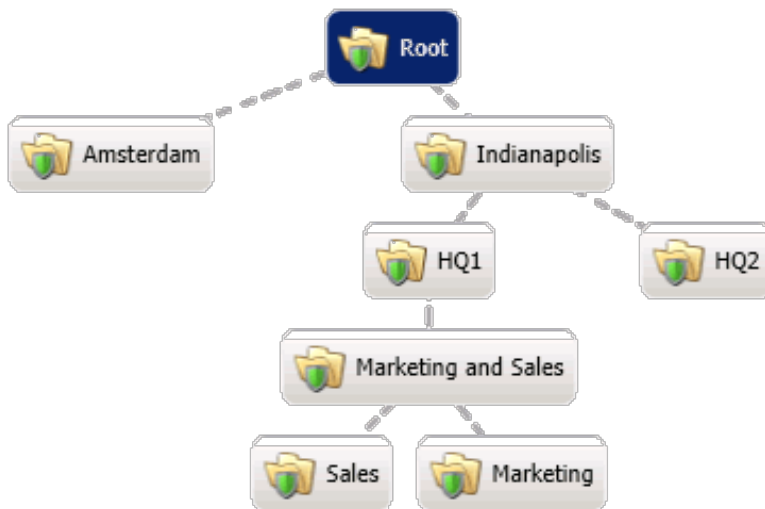 Root
Amsterdam
Indianapolis
HQ1
HQ2
Marketing and Sales
Sales
Marketing